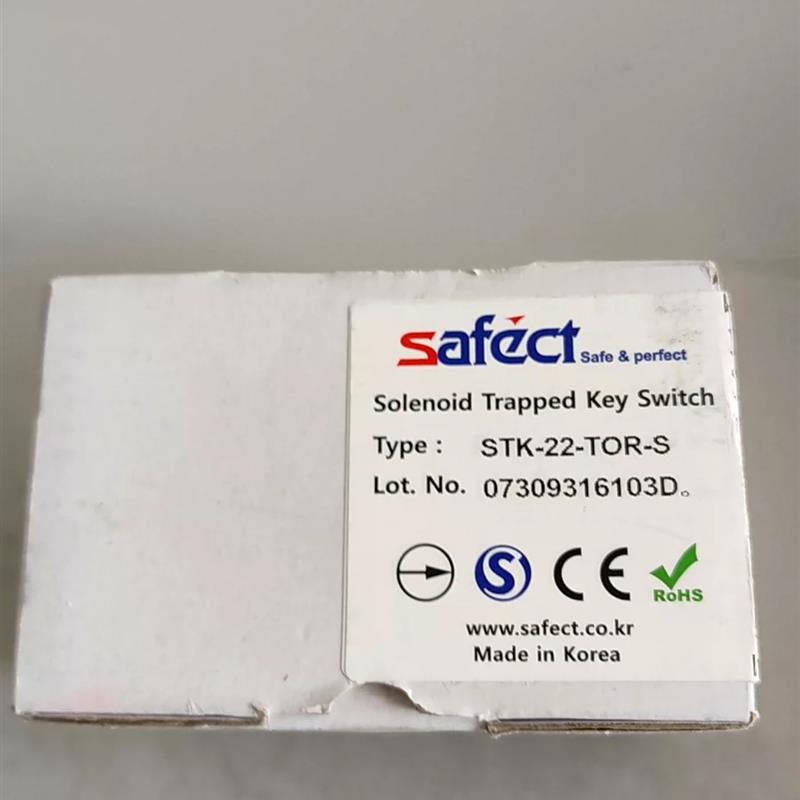 safect Safe & perfect
Solenoid Trapped Key Switch
Type : STK-22-TOR-S
Lot. No. 07309316103D。
S CE RoHS
www.safect.co.kr
Made in Korea